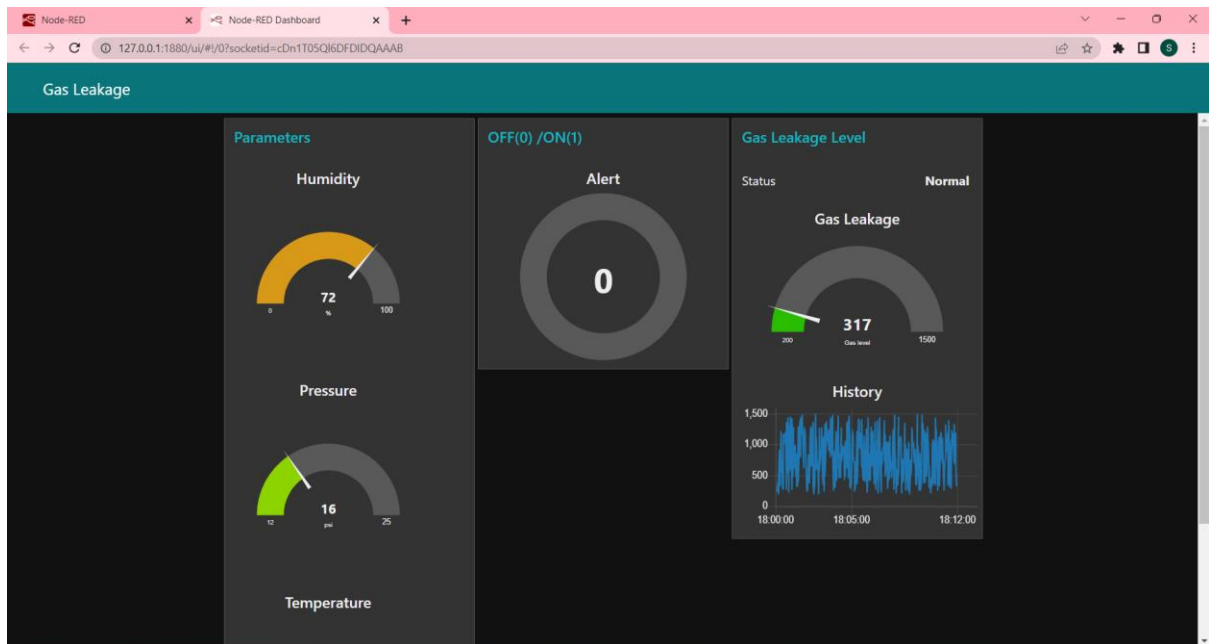 Node-RED
Node-RED Dashboard
127.0.0.1:1880/ui/#!/0?socketid=cDn1T05QI6DFDIDQAAAB
S
Gas Leakage
Parameters
Humidity
72
%
0
100
Pressure
16
psi
12
25
Temperature
OFF(0) /ON(1)
Alert
0
Gas Leakage Level
Status Normal
Gas Leakage
317
Gas level
200
1500
History
1,500
1,000
500
0
18:00:00 18:05:00 18:12:00